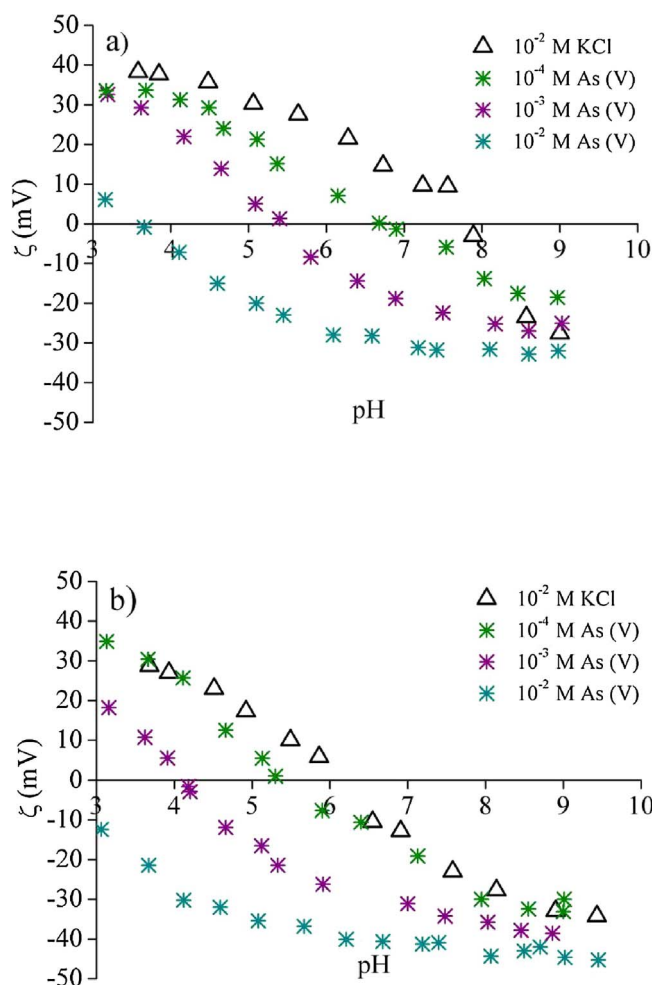 a)
50
40
30
20
10
0
-10
-20
-30
-40
-50
ζ (mV)
3 4 5 6 7 8 9 10
pH
10⁻² M KCl
10⁻⁴ M As (V)
10⁻³ M As (V)
10⁻² M As (V)
b)
50
40
30
20
10
0
-10
-20
-30
-40
-50
ζ (mV)
3 4 5 6 7 8 9 10
pH
10⁻² M KCl
10⁻⁴ M As (V)
10⁻³ M As (V)
10⁻² M As (V)